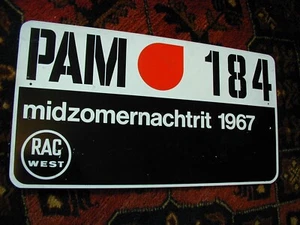 PAM 184
midzomernachtrit 1967
RAC
WEST